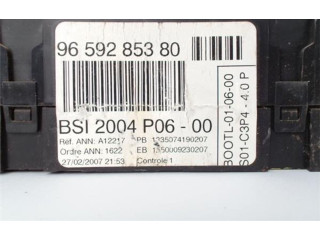 96 592 853 80
BSI 2004 P06 - 00
Ref. ANN: A12217 PB 1235074190207
Ordre ANN: 1622 EB 1350009230207
27/02/2007 21:53 Controle 1
BOOTL-01-06-00
S01-C3P4 - 4.0 P